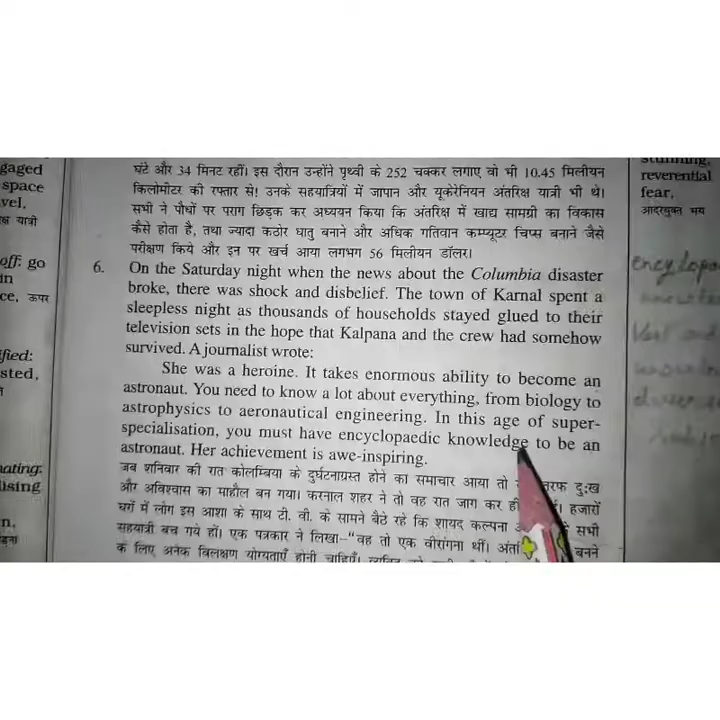 gaged
space
vel,
क्ष यात्री
off: go
in
ce, ऊपर
fied:
sted,
nating:
lising
n,
घंटे और 34 मिनट रहीं। इस दौरान उन्होंने पृथ्वी के 252 चक्कर लगाए वो भी 10.45 मिलीयन
किलोमीटर की रफ्तार से! उनके सहयात्रियों में जापान और यूकरेनियन अंतरिक्ष यात्री भी थे।
सभी ने पौधों पर पराग छिड़क कर अध्ययन किया कि अंतरिक्ष में खाद्य सामग्री का विकास
कैसे होता है, तथा ज्यादा कठोर धातु बनाने और अधिक गतिवान कम्प्यूटर चिप्स बनाने जैसे
परीक्षण किये और इन पर खर्च आया लगभग 56 मिलीयन डॉलर।
6. On the Saturday night when the news about the Columbia disaster
broke, there was shock and disbelief. The town of Karnal spent a
sleepless night as thousands of households stayed glued to their
television sets in the hope that Kalpana and the crew had somehow
survived. A journalist wrote:
She was a heroine. It takes enormous ability to become an
astronaut. You need to know a lot about everything, from biology to
astrophysics to aeronautical engineering. In this age of super-
specialisation, you must have encyclopaedic knowledge to be an
astronaut. Her achievement is awe-inspiring.
जब शनिवार की रात कोलम्बिया के दुर्घटनाग्रस्त होने का समाचार आया तो तरफ दुःख
और अविश्वास का माहौल बन गया। करनाल शहर ने तो वह रात जाग कर ही हजारों
घरों में लोग इस आशा के साथ टी. वी. के सामने बैठे रहे कि शायद कल्पना सभी
सहयात्री बच गये हों। एक पत्रकार ने लिखा–"वह तो एक वीरांगना थीं। बनने
के लिए अनेक विलक्षण योग्यताएँ होनी चाहिएँ।
stunning,
reverential
fear,
आदरयुक्त भय